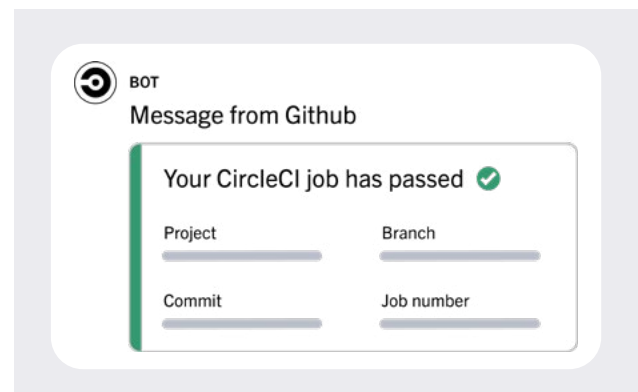 BOT
Message from Github
Your CircleCI job has passed
Project
Branch
Commit
Job number